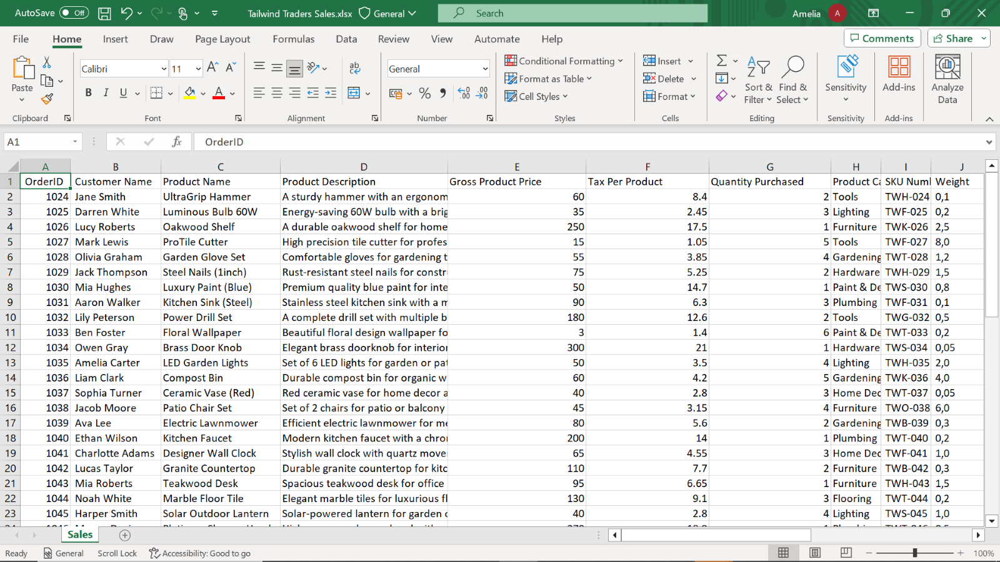 AutoSave Off Tailwind Traders Sales.xlsx General Search Amelia A
File Home Insert Draw Page Layout Formulas Data Review View Automate Help Comments Share
Paste Calibri 11 General Conditional Formatting Format as Table Cell Styles Insert Delete Format Sort & Filter Find & Select Sensitivity Add-ins Analyze Data
Clipboard Font Alignment Number Styles Cells Editing Sensitivity Add-ins
A1 fx OrderID
A B C D E F G H I J
1 OrderID Customer Name Product Name Product Description Gross Product Price Tax Per Product Quantity Purchased Product Ca SKU Numl Weight
2 1024 Jane Smith UltraGrip Hammer A sturdy hammer with an ergonom 60 8.4 2 Tools TWH-024 0,1
3 1025 Darren White Luminous Bulb 60W Energy-saving 60W bulb with a brig 35 2.45 3 Lighting TWF-025 0,2
4 1026 Lucy Roberts Oakwood Shelf A durable oakwood shelf for home 250 17.5 1 Furniture TWK-026 2,5
5 1027 Mark Lewis ProTile Cutter High precision tile cutter for profes 15 1.05 5 Tools TWF-027 8,0
6 1028 Olivia Graham Garden Glove Set Comfortable gloves for gardening t 55 3.85 4 Gardening TWT-028 1,2
7 1029 Jack Thompson Steel Nails (1inch) Rust-resistant steel nails for constr 75 5.25 2 Hardware TWH-029 1,5
8 1030 Mia Hughes Luxury Paint (Blue) Premium quality blue paint for inte 50 14.7 1 Paint & De TWS-030 0,8
9 1031 Aaron Walker Kitchen Sink (Steel) Stainless steel kitchen sink with a m 90 6.3 3 Plumbing TWF-031 0,1
10 1032 Lily Peterson Power Drill Set A complete drill set with multiple b 180 12.6 2 Tools TWG-032 0,5
11 1033 Ben Foster Floral Wallpaper Beautiful floral design wallpaper fo 3 1.4 6 Paint & De TWT-033 0,2
12 1034 Owen Gray Brass Door Knob Elegant brass doorknob for interior 300 21 1 Hardware TWS-034 0,05
13 1035 Amelia Carter LED Garden Lights Set of 6 LED lights for garden or pat 50 3.5 4 Lighting TWH-035 2,0
14 1036 Liam Clark Compost Bin Durable compost bin for organic w 60 4.2 5 Gardening TWK-036 4,0
15 1037 Sophia Turner Ceramic Vase (Red) Red ceramic vase for home decor a 40 2.8 3 Home Dec TWT-037 0,05
16 1038 Jacob Moore Patio Chair Set Set of 2 chairs for patio or balcony 45 3.15 4 Furniture TWO-038 6,0
17 1039 Ava Lee Electric Lawnmower Efficient electric lawnmower for me 80 5.6 2 Gardening TWB-039 0,3
18 1040 Ethan Wilson Kitchen Faucet Modern kitchen faucet with a chro 200 14 1 Plumbing TWT-040 0,2
19 1041 Charlotte Adams Designer Wall Clock Stylish wall clock with quartz move 65 4.55 3 Home Dec TWF-041 1,0
20 1042 Lucas Taylor Granite Countertop Durable granite countertop for kitc 110 7.7 2 Furniture TWB-042 0,3
21 1043 Mia Roberts Teakwood Desk Spacious teakwood desk for office 95 6.65 1 Furniture TWH-043 1,5
22 1044 Noah White Marble Floor Tile Elegant marble tiles for luxurious fl 130 9.1 3 Flooring TWT-044 0,2
23 1045 Harper Smith Solar Outdoor Lantern Solar-powered lantern for garden 40 2.8 4 Lighting TWS-045 1,0
Sales
Ready General Scroll Lock Accessibility: Good to go 100%